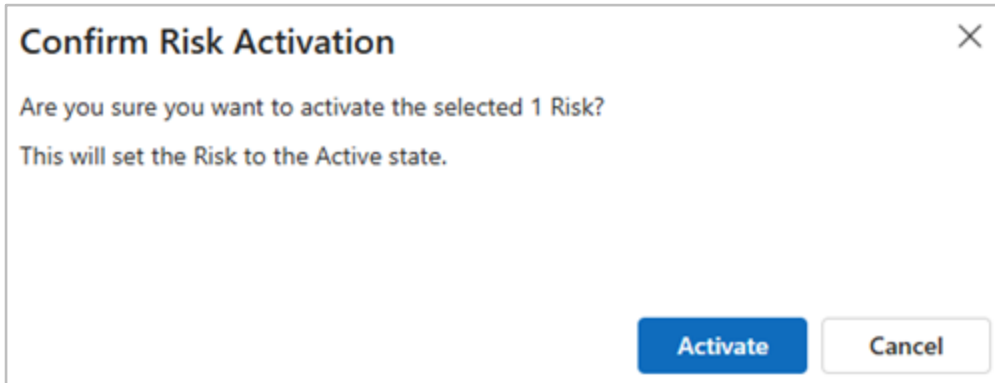 Confirm Risk Activation
Are you sure you want to activate the selected 1 Risk?
This will set the Risk to the Active state.
Activate
Cancel